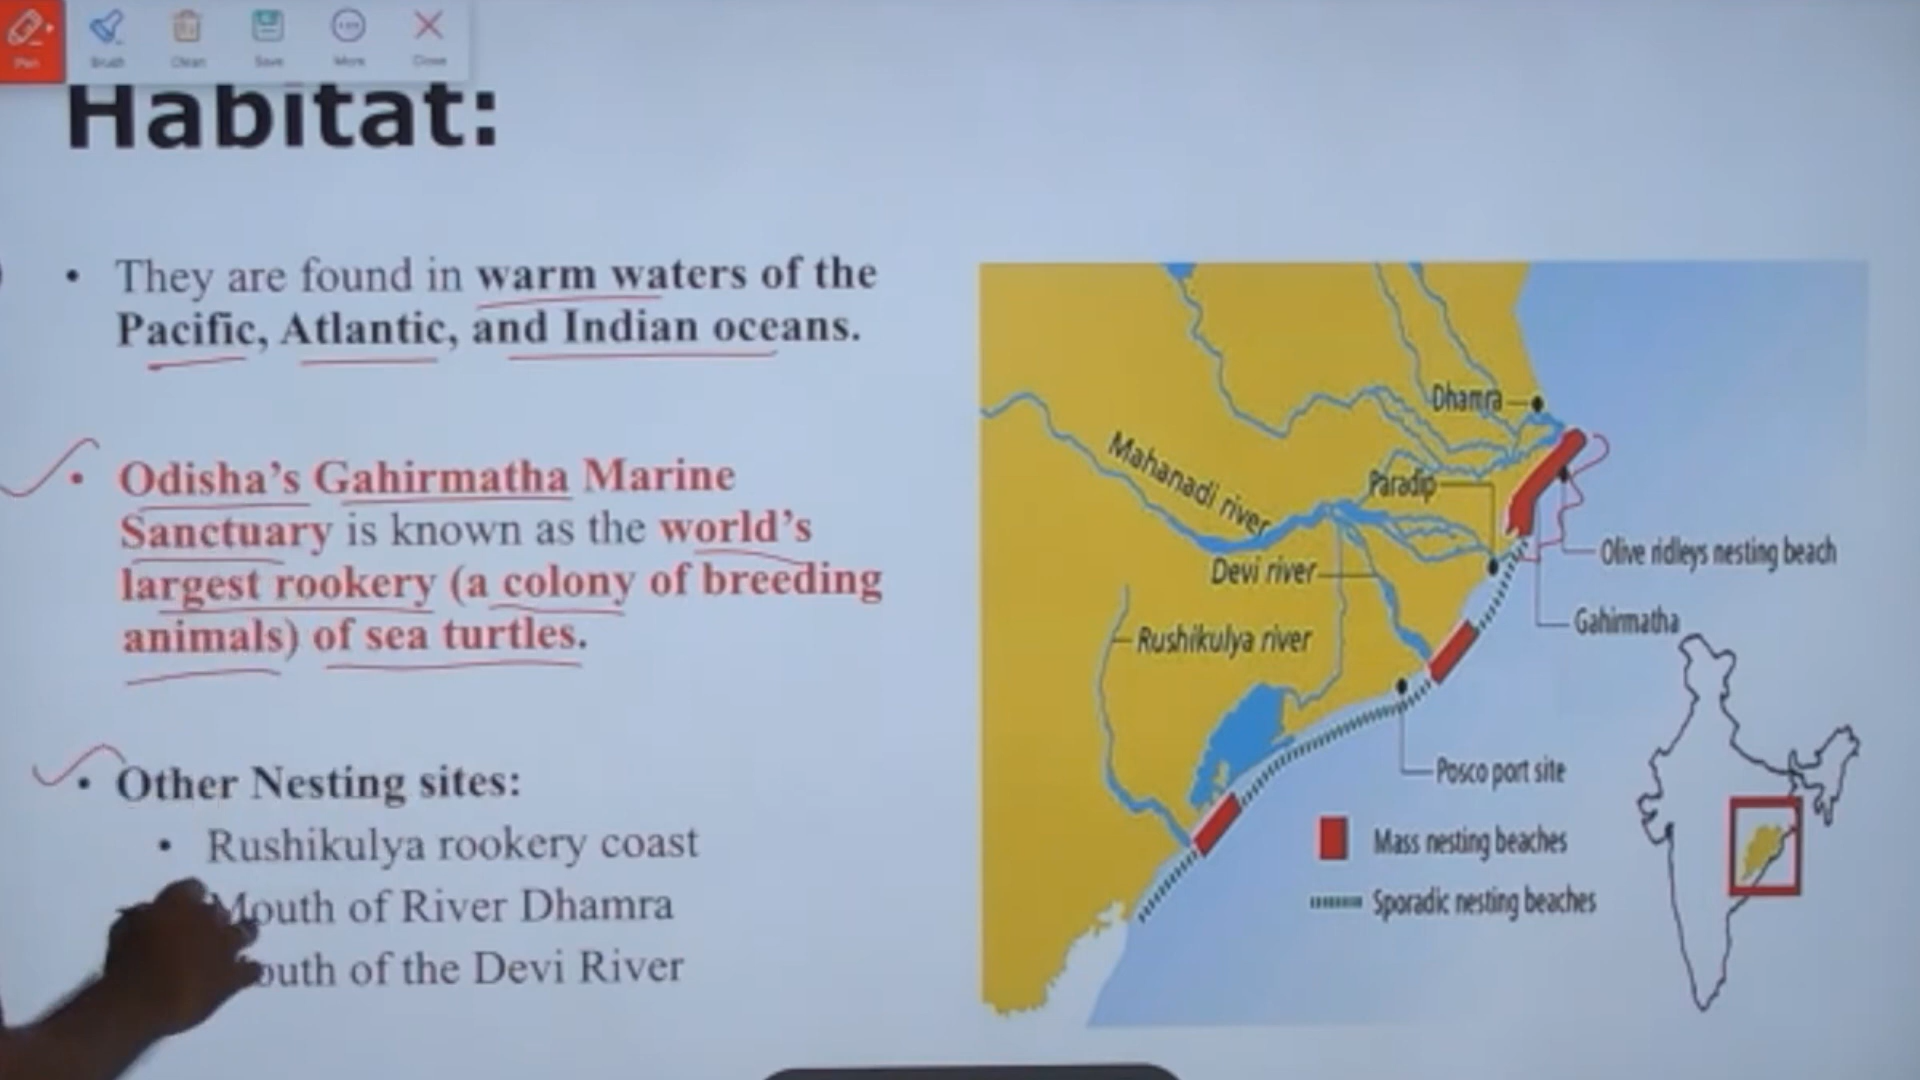 Pen
Brush
Clean
Save
More
Close
Habitat:
• They are found in warm waters of the
Pacific, Atlantic, and Indian oceans.
• Odisha’s Gahirmatha Marine
Sanctuary is known as the world’s
largest rookery (a colony of breeding
animals) of sea turtles.
• Other Nesting sites:
• Rushikulya rookery coast
Mouth of River Dhamra
outh of the Devi River
Dhamra
Mahanadi river
Paradip
Olive ridleys nesting beach
Devi river
Gahirmatha
Rushikulya river
Posco port site
Mass nesting beaches
Sporadic nesting beaches